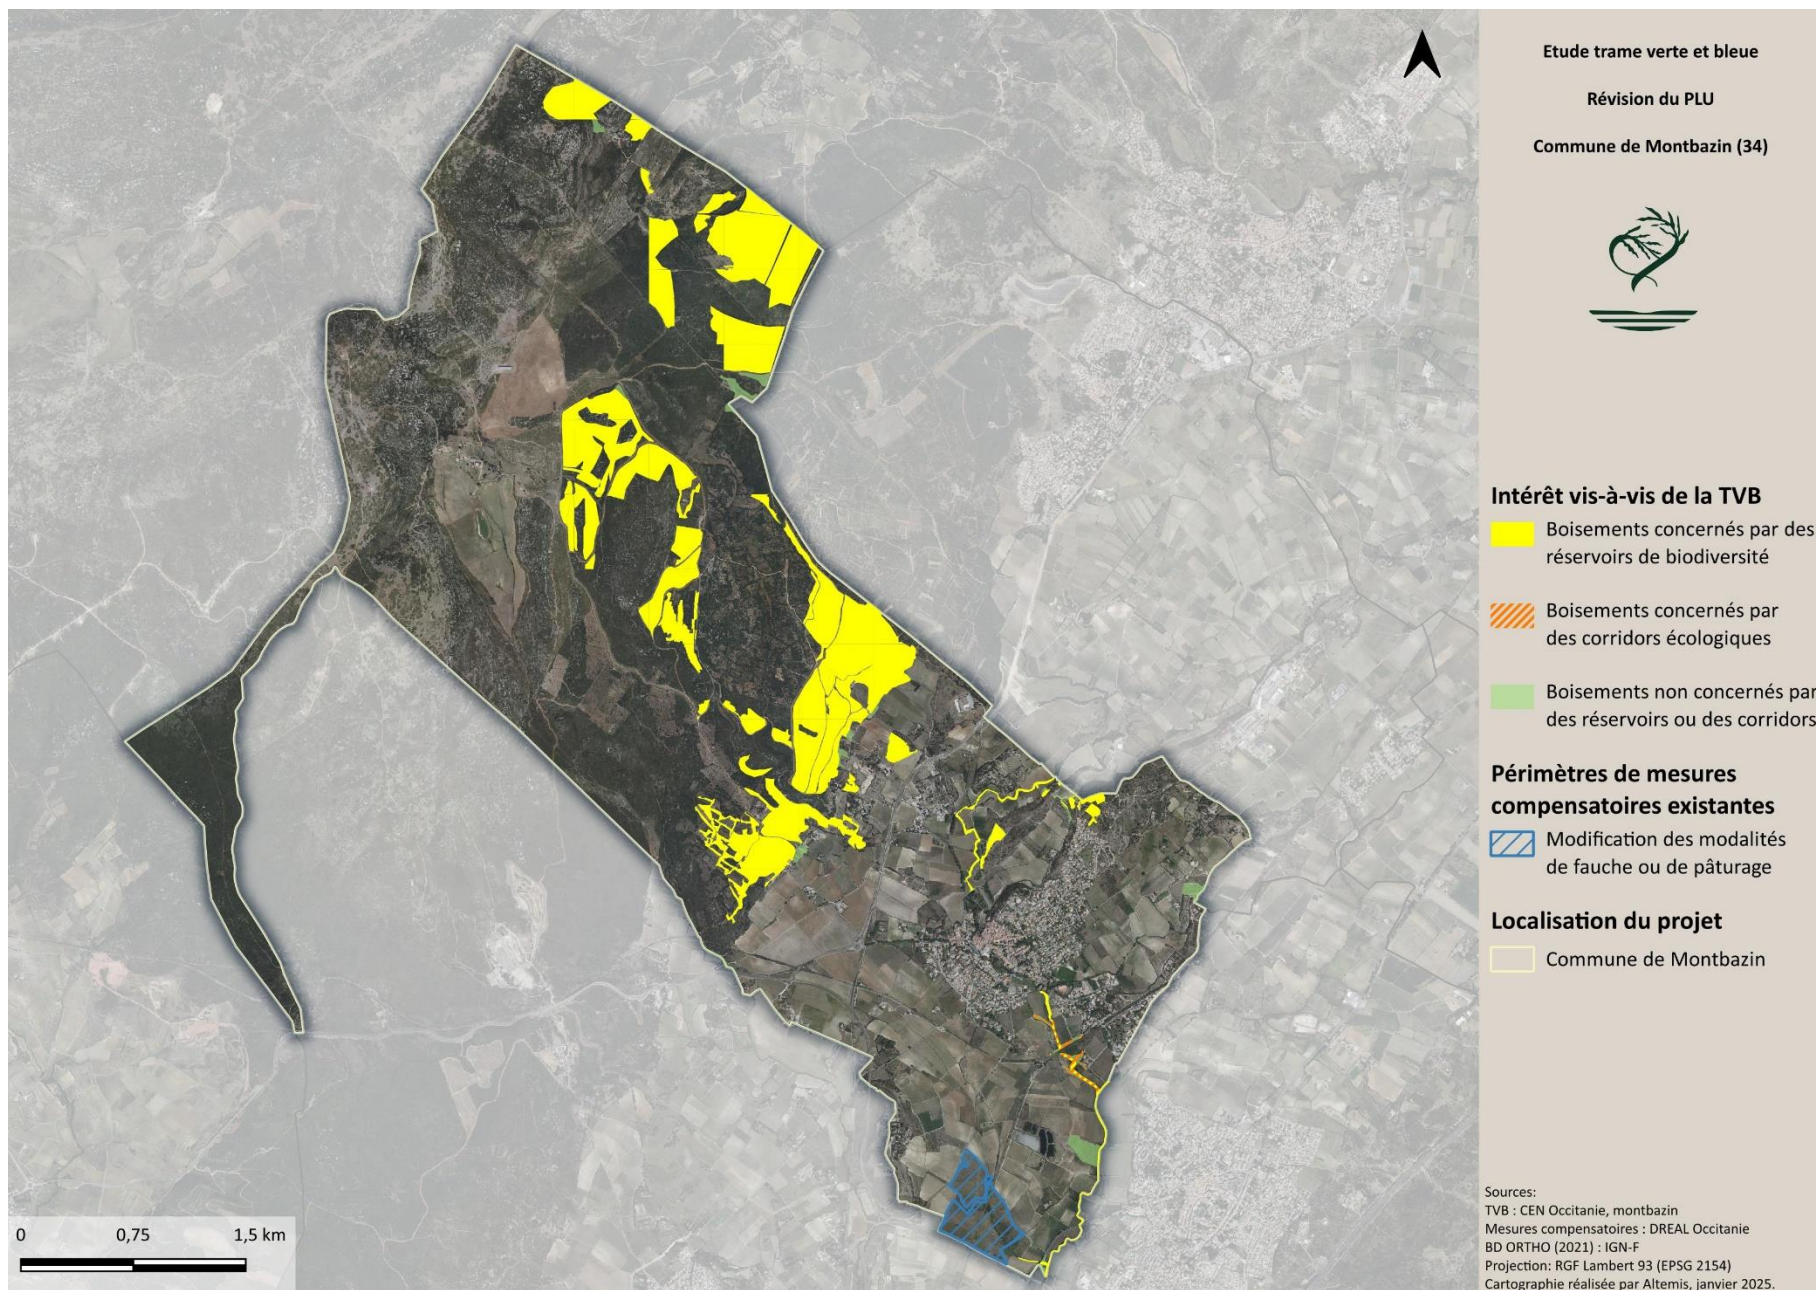 Etude trame verte et bleue
Révision du PLU
Commune de Montbazin (34)
Intérêt vis-à-vis de la TVB
Boisements concernés par des
réservoirs de biodiversité
Boisements concernés par
des corridors écologiques
Boisements non concernés par
des réservoirs ou des corridors
Périmètres de mesures
compensatoires existantes
Modification des modalités
de fauche ou de pâturage
Localisation du projet
Commune de Montbazin
Sources:
TVB : CEN Occitanie, montbazin
Mesures compensatoires : DREAL Occitanie
BD ORTHO (2021) : IGN-F
Projection: RGF Lambert 93 (EPSG 2154)
Cartographie réalisée par Altemis, janvier 2025.
0 0,75 1,5 km